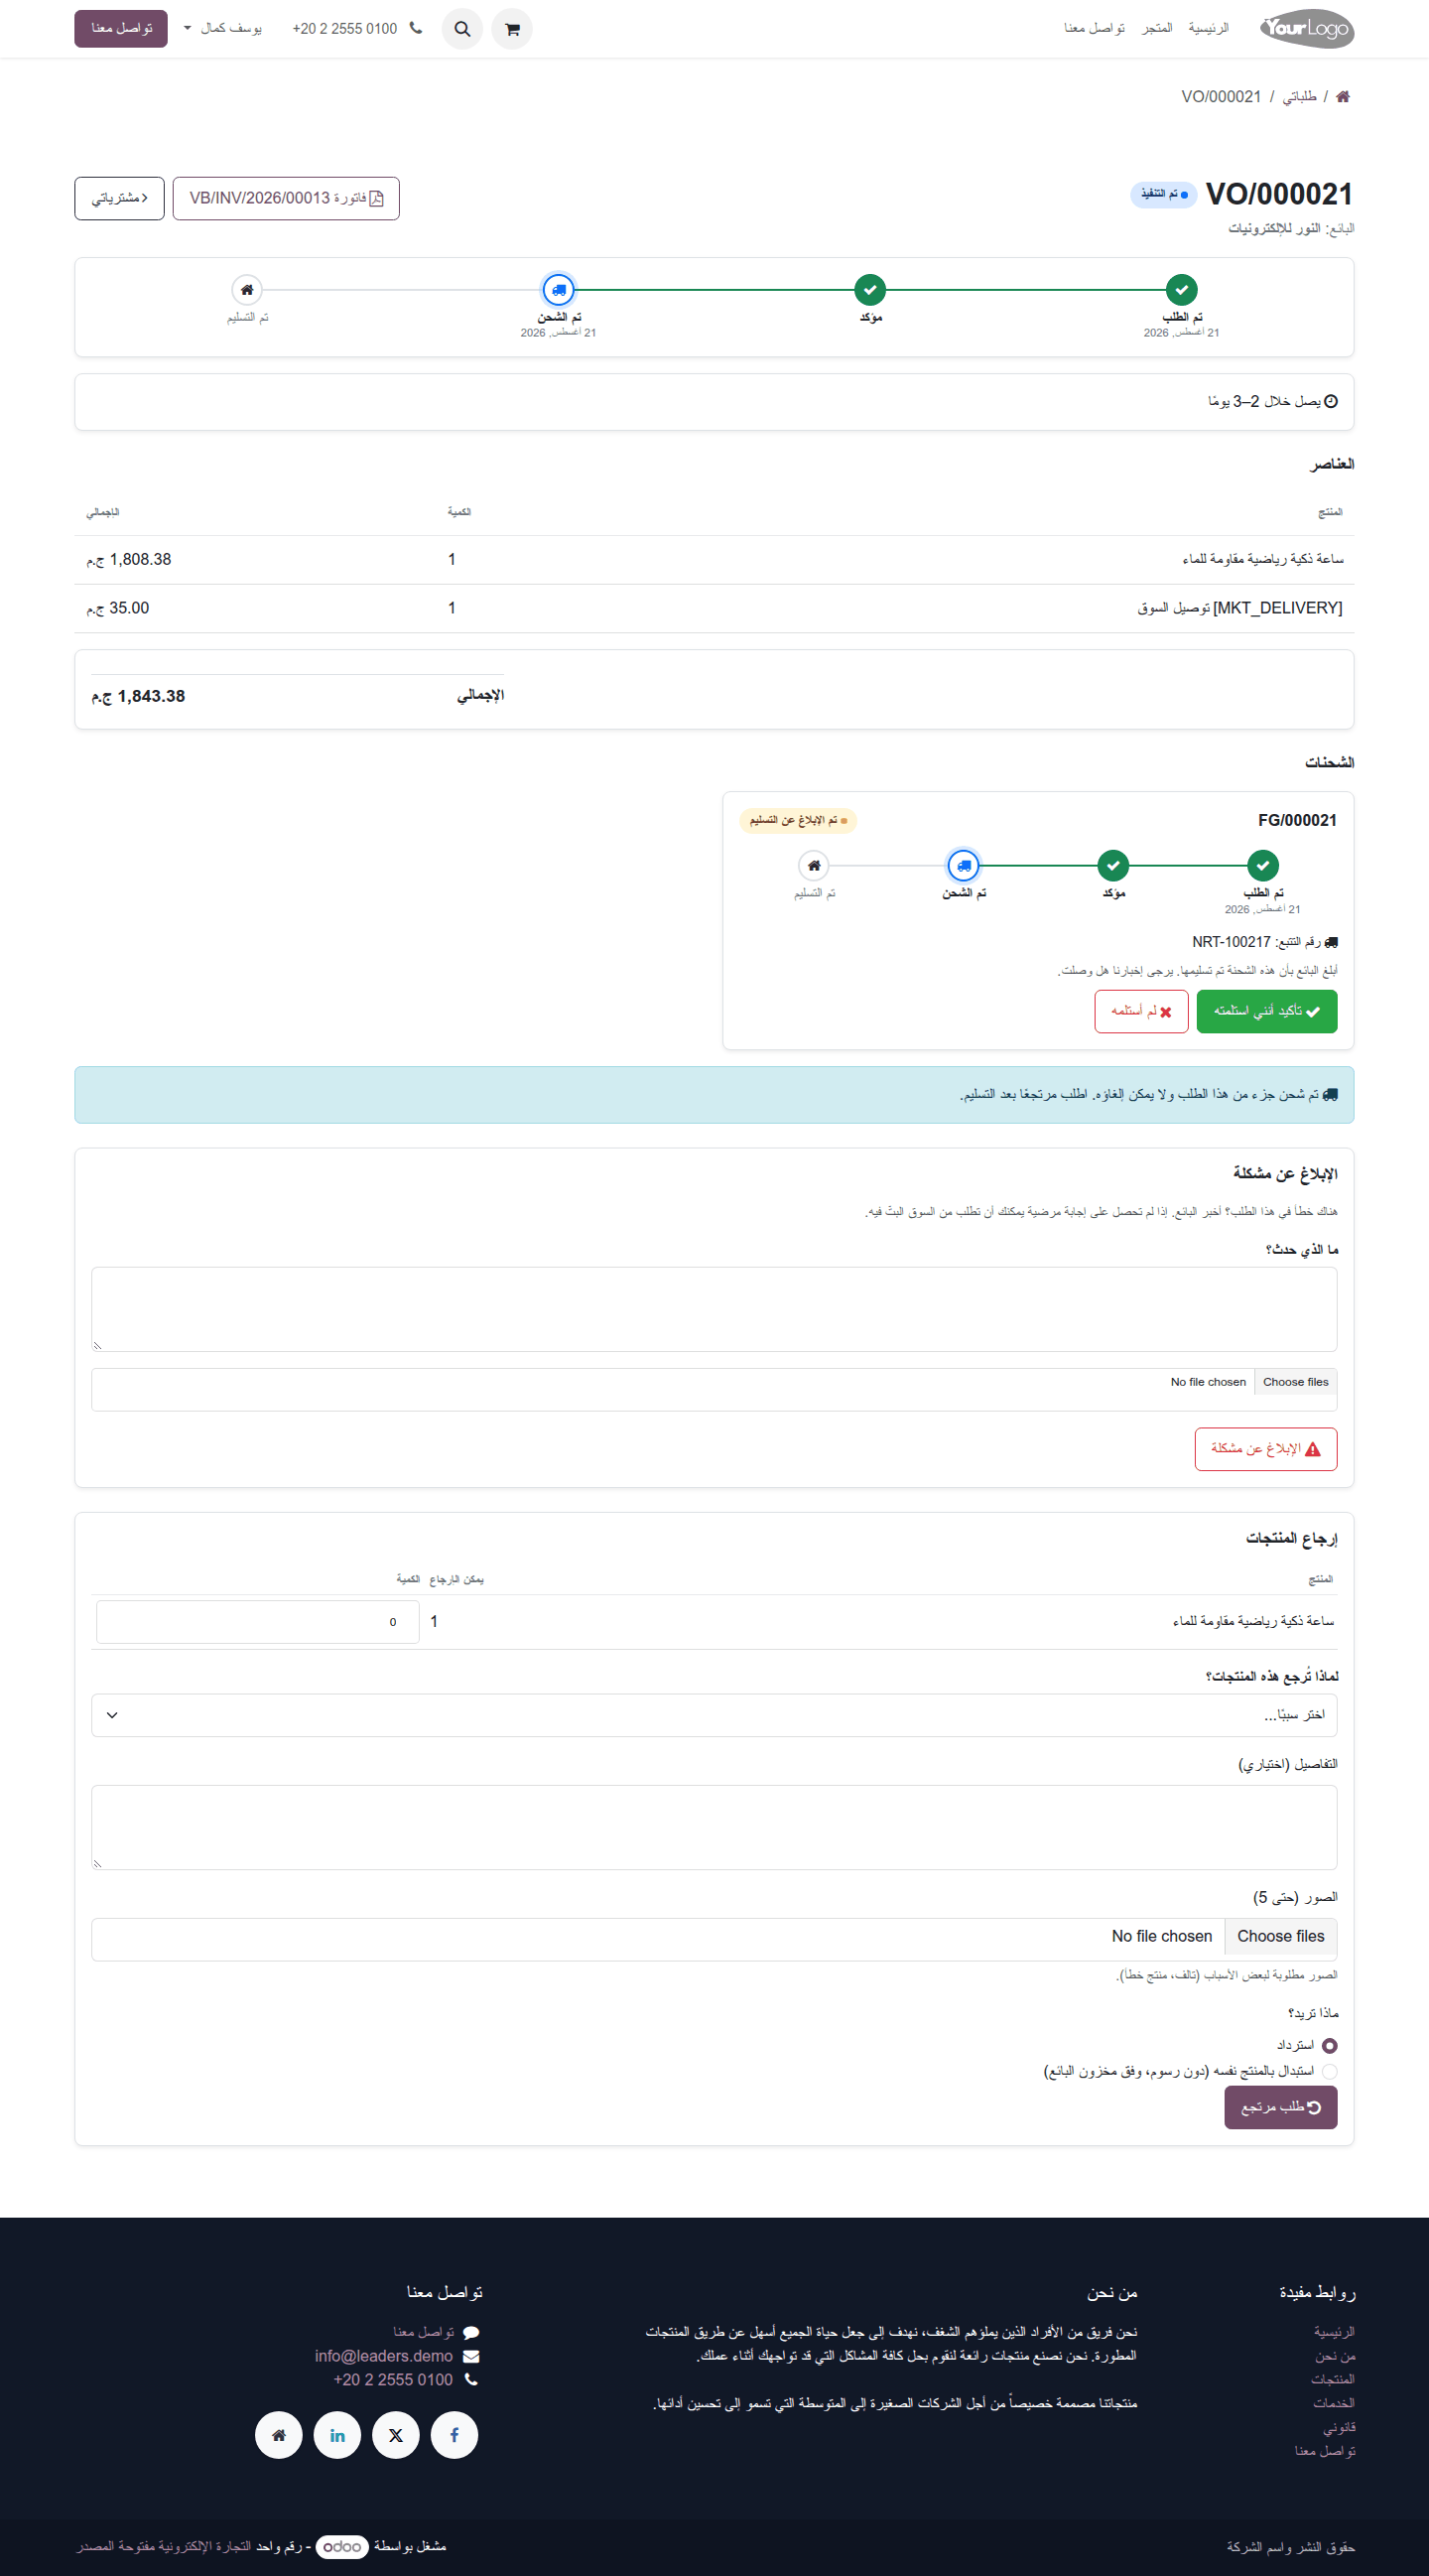 YourLogo
الرئيسية
المتجر
تواصل معنا
+20 2 2555 0100
يوسف كمال
تواصل معنا
/ طلباتي / VO/000021
VO/000021
تم التنفيذ
فاتورة VB/INV/2026/00013
مشترياتي
البائع: النور للإلكترونيات
تم الطلب
21 أغسطس, 2026
مؤكد
تم الشحن
21 أغسطس, 2026
تم التسليم
يصل خلال 2–3 يومًا
العناصر
المنتج الكمية الإجمالي
ساعة ذكية رياضية مقاومة للماء 1 1,808.38 ج.م
[MKT_DELIVERY] توصيل السوق 1 35.00 ج.م
الإجمالي 1,843.38 ج.م
الشحنات
FG/000021
تم الإبلاغ عن التسليم
تم الطلب
21 أغسطس, 2026
مؤكد
تم الشحن
تم التسليم
رقم التتبع: NRT-100217
أبلغ البائع بأن هذه الشحنة تم تسليمها. يرجى إخبارنا هل وصلت.
تأكيد أنني استلمته
لم أستلمه
تم شحن جزء من هذا الطلب ولا يمكن إلغاؤه. اطلب مرتجعًا بعد التسليم.
الإبلاغ عن مشكلة
هناك خطأ في هذا الطلب؟ أخبر البائع. إذا لم تحصل على إجابة مرضية يمكنك أن تطلب من السوق البتّ فيه.
ما الذي حدث؟
Choose files No file chosen
الإبلاغ عن مشكلة
إرجاع المنتجات
المنتج يمكن الإرجاع الكمية
ساعة ذكية رياضية مقاومة للماء 1 0
لماذا تُرجع هذه المنتجات؟
اختر سببًا...
التفاصيل (اختياري)
الصور (حتى 5)
Choose files No file chosen
الصور مطلوبة لبعض الأسباب (تالف، منتج خطأ).
ماذا تريد؟
استرداد
استبدال بالمنتج نفسه (دون رسوم، وفق مخزون البائع)
طلب مرتجع
روابط مفيدة
الرئيسية
من نحن
المنتجات
الخدمات
قانوني
تواصل معنا
من نحن
نحن فريق من الأفراد الذين يملؤهم الشغف، نهدف إلى جعل حياة الجميع أسهل عن طريق المنتجات
المطورة. نحن نصنع منتجات رائعة لنقوم بحل كافة المشاكل التي قد تواجهك أثناء عملك.
منتجاتنا مصممة خصيصاً من أجل الشركات الصغيرة إلى المتوسطة التي تسمو إلى تحسين أدائها.
تواصل معنا
تواصل معنا
info@leaders.demo
+20 2 2555 0100
حقوق النشر واسم الشركة
مشغل بواسطة odoo - رقم واحد التجارة الإلكترونية مفتوحة المصدر